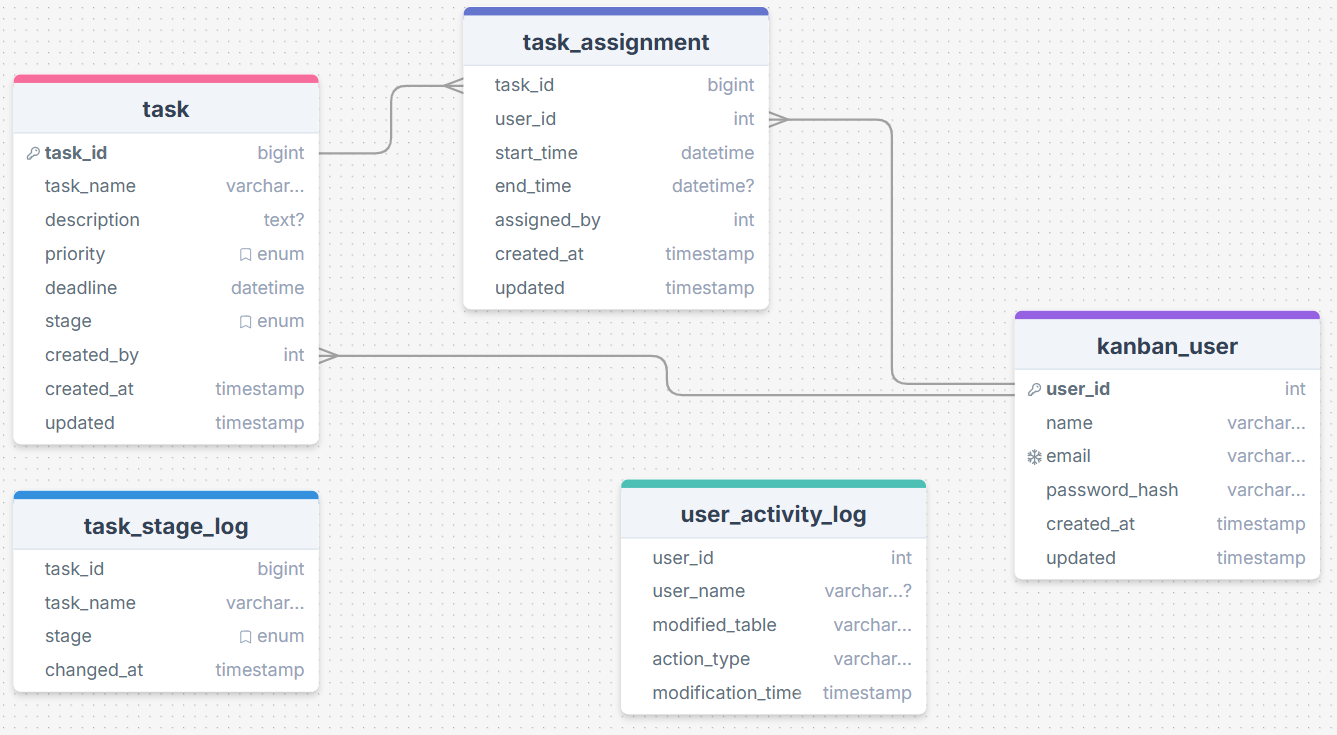 task_assignment
task_id bigint
user_id int
start_time datetime
end_time datetime?
assigned_by int
created_at timestamp
updated timestamp
task
task_id bigint
task_name varchar...
description text?
priority enum
deadline datetime
stage enum
created_by int
created_at timestamp
updated timestamp
kanban_user
user_id int
name varchar...
email varchar...
password_hash varchar...
created_at timestamp
updated timestamp
task_stage_log
task_id bigint
task_name varchar...
stage enum
changed_at timestamp
user_activity_log
user_id int
user_name varchar...?
modified_table varchar...
action_type varchar...
modification_time timestamp